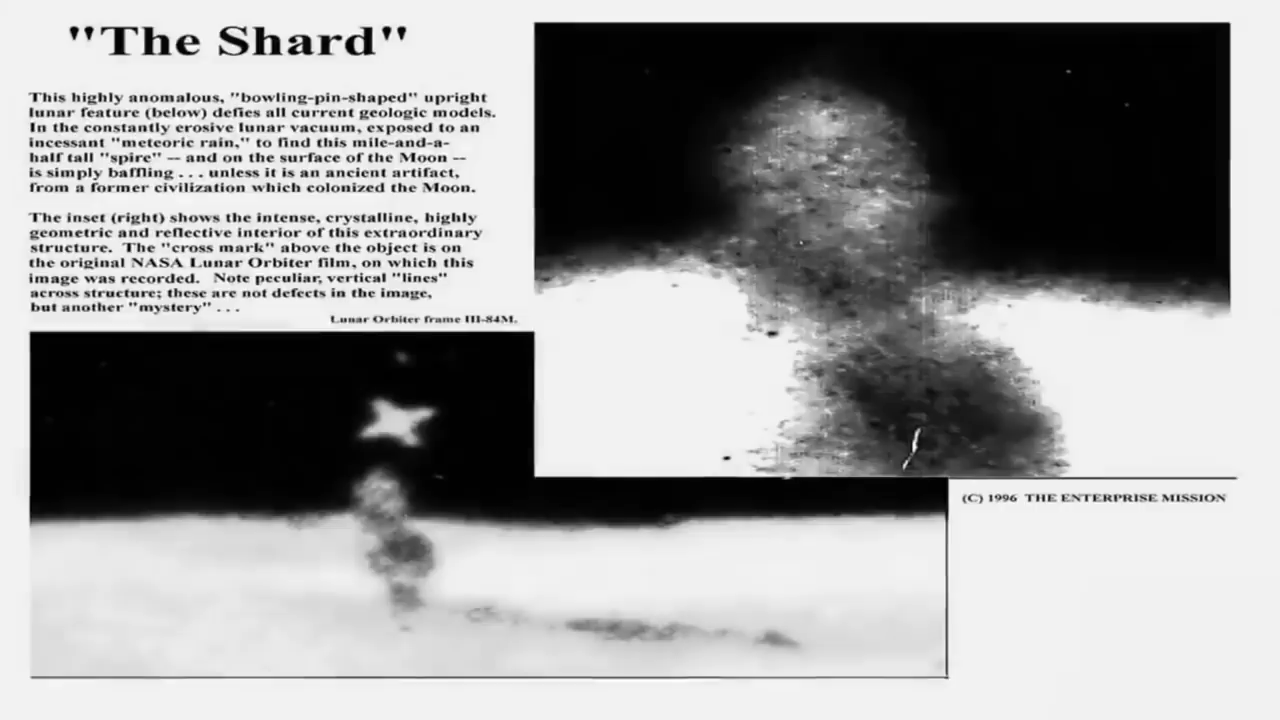 "The Shard"
This highly anomalous, "bowling-pin-shaped" upright
lunar feature (below) defies all current geologic models.
In the constantly erosive lunar vacuum, exposed to an
incessant "meteoric rain," to find this mile-and-a-
half tall "spire" -- and on the surface of the Moon --
is simply baffling . . . unless it is an ancient artifact,
from a former civilization which colonized the Moon.
The inset (right) shows the intense, crystalline, highly
geometric and reflective interior of this extraordinary
structure. The "cross mark" above the object is on
the original NASA Lunar Orbiter film, on which this
image was recorded. Note peculiar, vertical "lines"
across structure; these are not defects in the image,
but another "mystery" . . .
Lunar Orbiter frame III-84M.
(C) 1996 THE ENTERPRISE MISSION